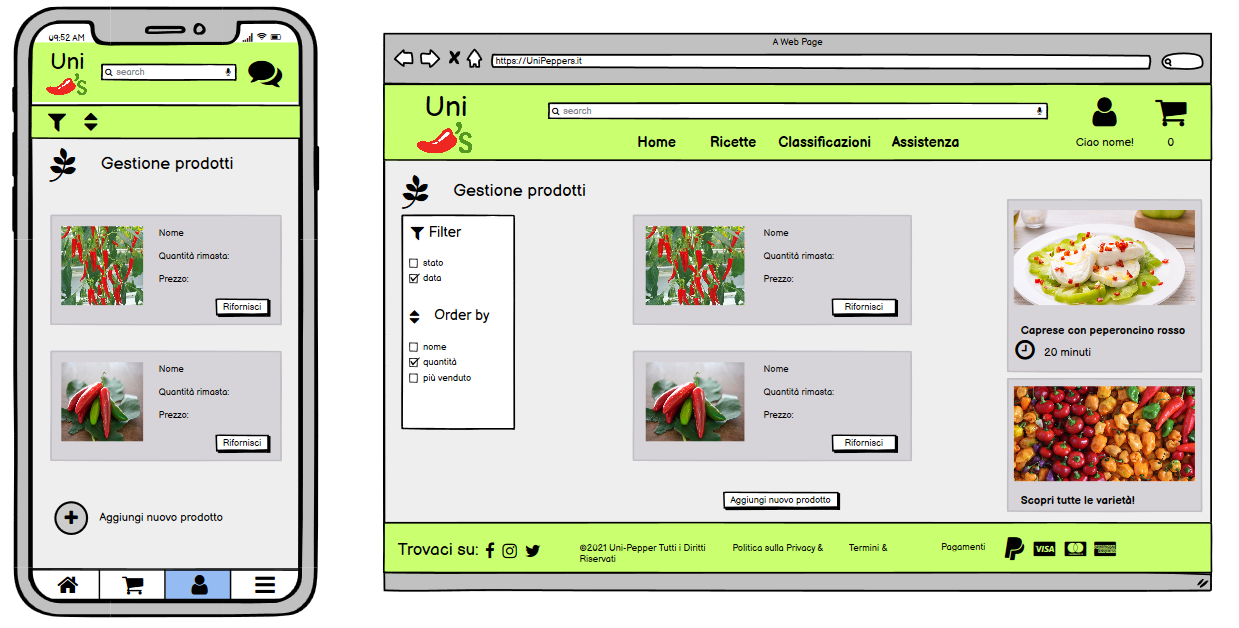 09:52 AM
Uni
's
search
Gestione prodotti
Nome
Quantità rimasta:
Prezzo:
Rifornisci
Nome
Quantità rimasta:
Prezzo:
Rifornisci
Aggiungi nuovo prodotto
A Web Page
https://UniPeppers.it
Uni
's
search
Home Ricette Classificazioni Assistenza
Ciao nome!
0
Gestione prodotti
Filter
stato
data
Order by
nome
quantità
più venduto
Nome
Quantità rimasta:
Prezzo:
Rifornisci
Nome
Quantità rimasta:
Prezzo:
Rifornisci
Aggiungi nuovo prodotto
Caprese con peperoncino rosso
20 minuti
Scopri tutte le varietà!
Trovaci su:
©2021 Uni-Pepper Tutti i Diritti
Riservati
Politica sulla Privacy &
Termini &
Pagamenti
VISA